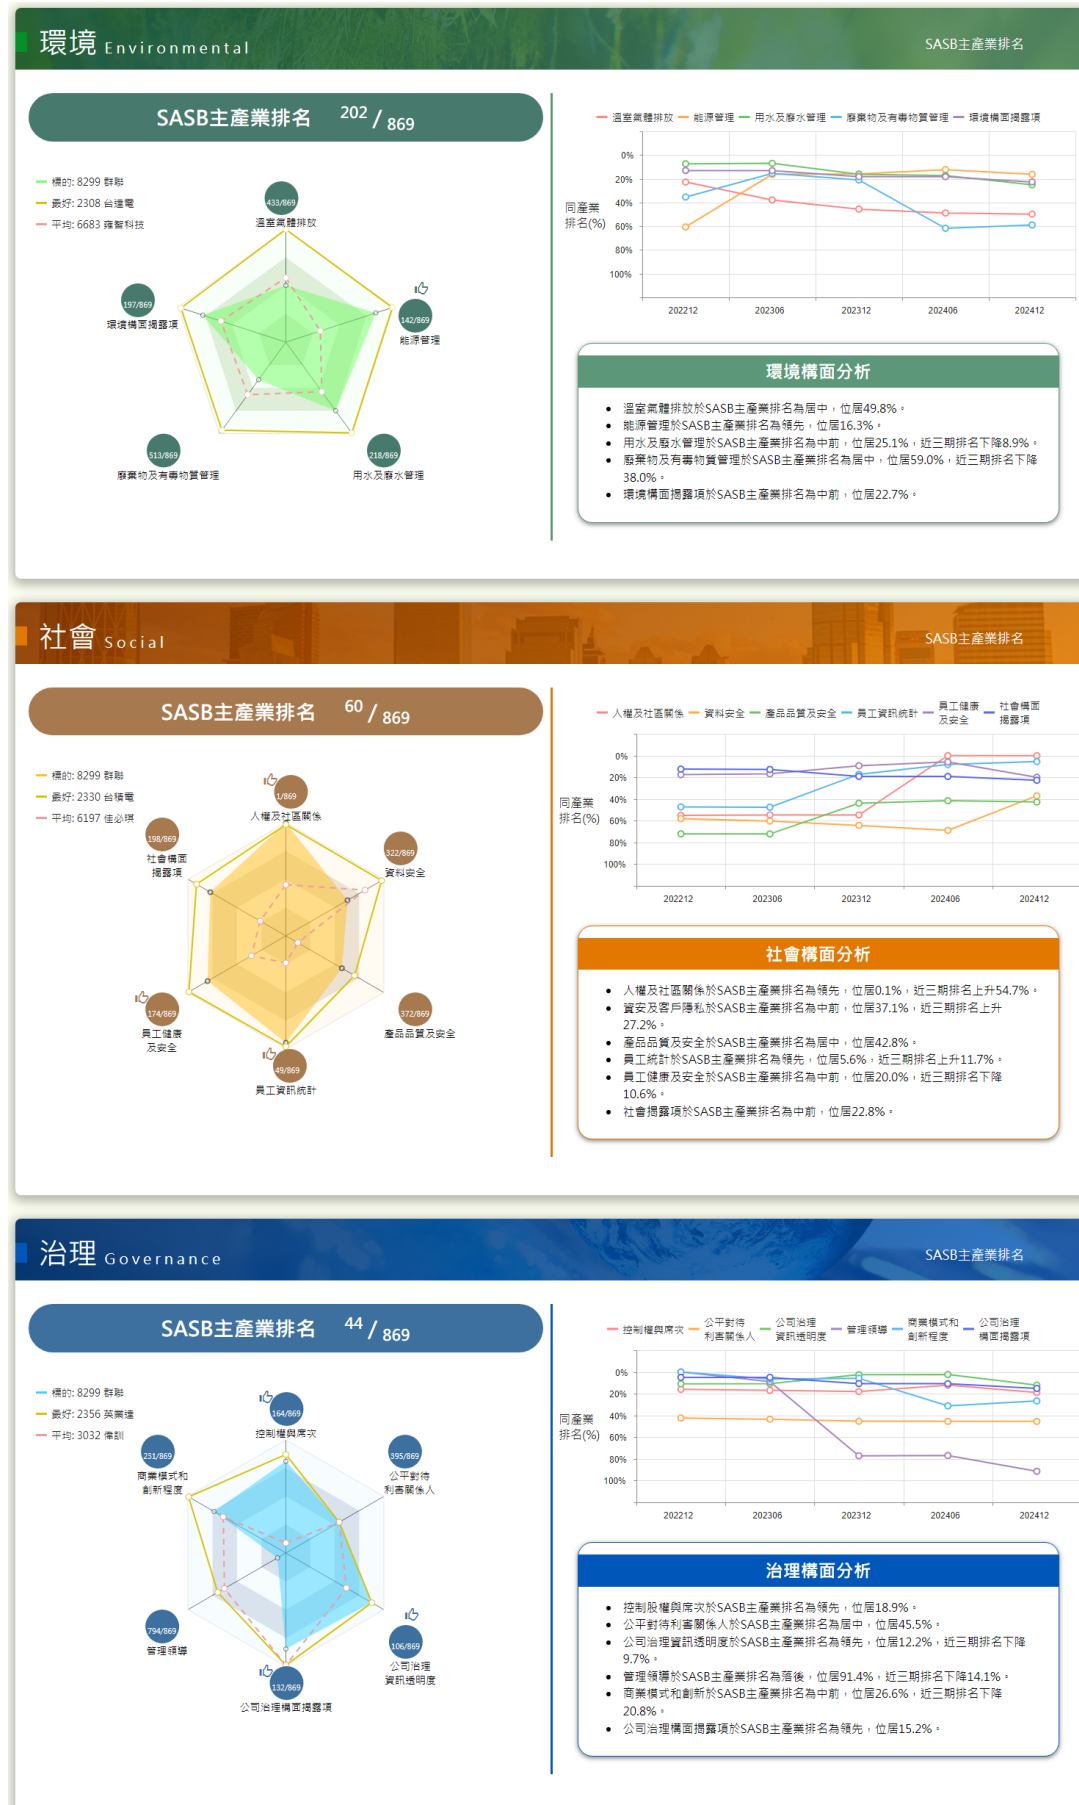 環境 Environmental
SASB主產業排名
SASB主產業排名 202 / 869
標的: 8299 群聯
最好: 2308 台達電
平均: 6683 雍智科技
433/869
溫室氣體排放
142/869
能源管理
218/869
用水及廢水管理
513/869
廢棄物及有毒物質管理
197/869
環境構面揭露項
溫室氣體排放 能源管理 用水及廢水管理 廢棄物及有毒物質管理 環境構面揭露項
同產業
排名(%)
0%
20%
40%
60%
80%
100%
202212 202306 202312 202406 202412
環境構面分析
• 溫室氣體排放於SASB主產業排名為居中，位居49.8%。
• 能源管理於SASB主產業排名為領先，位居16.3%。
• 用水及廢水管理於SASB主產業排名為中前，位居25.1%，近三期排名下降8.9%。
• 廢棄物及有毒物質管理於SASB主產業排名為居中，位居59.0%，近三期排名下降
38.0%。
• 環境構面揭露項於SASB主產業排名為中前，位居22.7%。
社會 Social
SASB主產業排名
SASB主產業排名 60 / 869
標的: 8299 群聯
最好: 2330 台積電
平均: 6197 佳必琪
1/869
人權及社區關係
322/869
資料安全
372/869
產品品質及安全
49/869
員工資訊統計
174/869
員工健康
及安全
198/869
社會構面
揭露項
人權及社區關係 資料安全 產品品質及安全 員工資訊統計 員工健康
及安全 社會構面
揭露項
同產業
排名(%)
0%
20%
40%
60%
80%
100%
202212 202306 202312 202406 202412
社會構面分析
• 人權及社區關係於SASB主產業排名為領先，位居0.1%，近三期排名上升54.7%。
• 資安及客戶隱私於SASB主產業排名為中前，位居37.1%，近三期排名上升
27.2%。
• 產品品質及安全於SASB主產業排名為居中，位居42.8%。
• 員工統計於SASB主產業排名為領先，位居5.6%，近三期排名上升11.7%。
• 員工健康及安全於SASB主產業排名為中前，位居20.0%，近三期排名下降
10.6%。
• 社會揭露項於SASB主產業排名為中前，位居22.8%。
治理 Governance
SASB主產業排名
SASB主產業排名 44 / 869
標的: 8299 群聯
最好: 2356 英業達
平均: 3032 偉訓
164/869
控制權與席次
395/869
公平對待
利害關係人
106/869
公司治理
資訊透明度
132/869
公司治理構面揭露項
794/869
管理領導
231/869
商業模式和
創新程度
控制權與席次 公平對待
利害關係人 公司治理
資訊透明度 管理領導 商業模式和
創新程度 公司治理
構面揭露項
同產業
排名(%)
0%
20%
40%
60%
80%
100%
202212 202306 202312 202406 202412
治理構面分析
• 控制股權與席次於SASB主產業排名為領先，位居18.9%。
• 公平對待利害關係人於SASB主產業排名為居中，位居45.5%。
• 公司治理資訊透明度於SASB主產業排名為領先，位居12.2%，近三期排名下降
9.7%。
• 管理領導於SASB主產業排名為落後，位居91.4%，近三期排名下降14.1%。
• 商業模式和創新於SASB主產業排名為中前，位居26.6%，近三期排名下降
20.8%。
• 公司治理構面揭露項於SASB主產業排名為領先，位居15.2%。